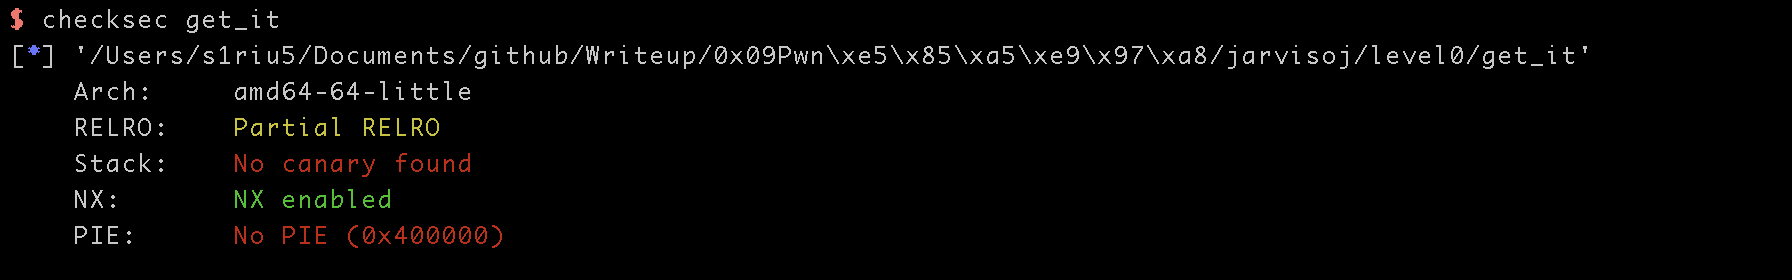 $ checksec get_it
[*] '/Users/s1riu5/Documents/github/Writeup/0x09Pwn\xe5\x85\xa5\xe9\x97\xa8/jarvisoj/level0/get_it'
    Arch:     amd64-64-little
    RELRO:    Partial RELRO
    Stack:    No canary found
    NX:       NX enabled
    PIE:      No PIE (0x400000)